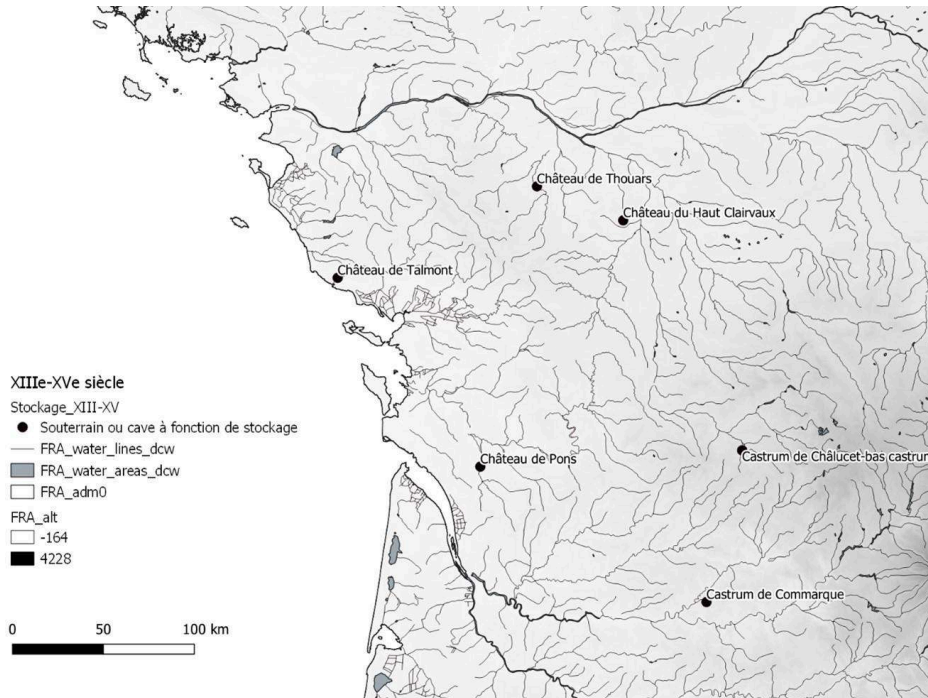 Château de Thouars
Château du Haut Clairvaux
Château de Talmont
XIIIe-XVe siècle
Stockage_XIII-XV
Souterrain ou cave à fonction de stockage
FRA_water_lines_dcw
FRA_water_areas_dcw
FRA_adm0
FRA_alt
-164
4228
Château de Pons
Castrum de Châlucet-bas castrum
Castrum de Commarque
0 50 100 km